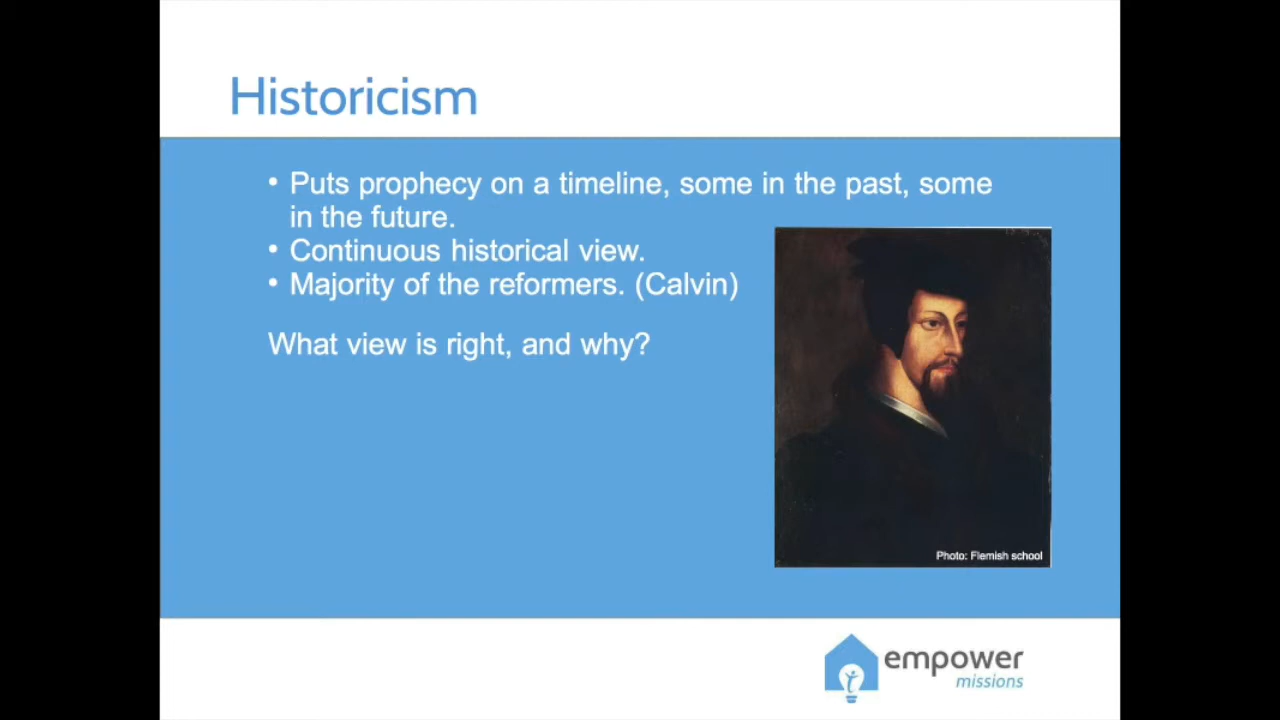 Historicism
• Puts prophecy on a timeline, some in the past, some
in the future.
• Continuous historical view.
• Majority of the reformers. (Calvin)
What view is right, and why?
Photo: Flemish school
empower
missions